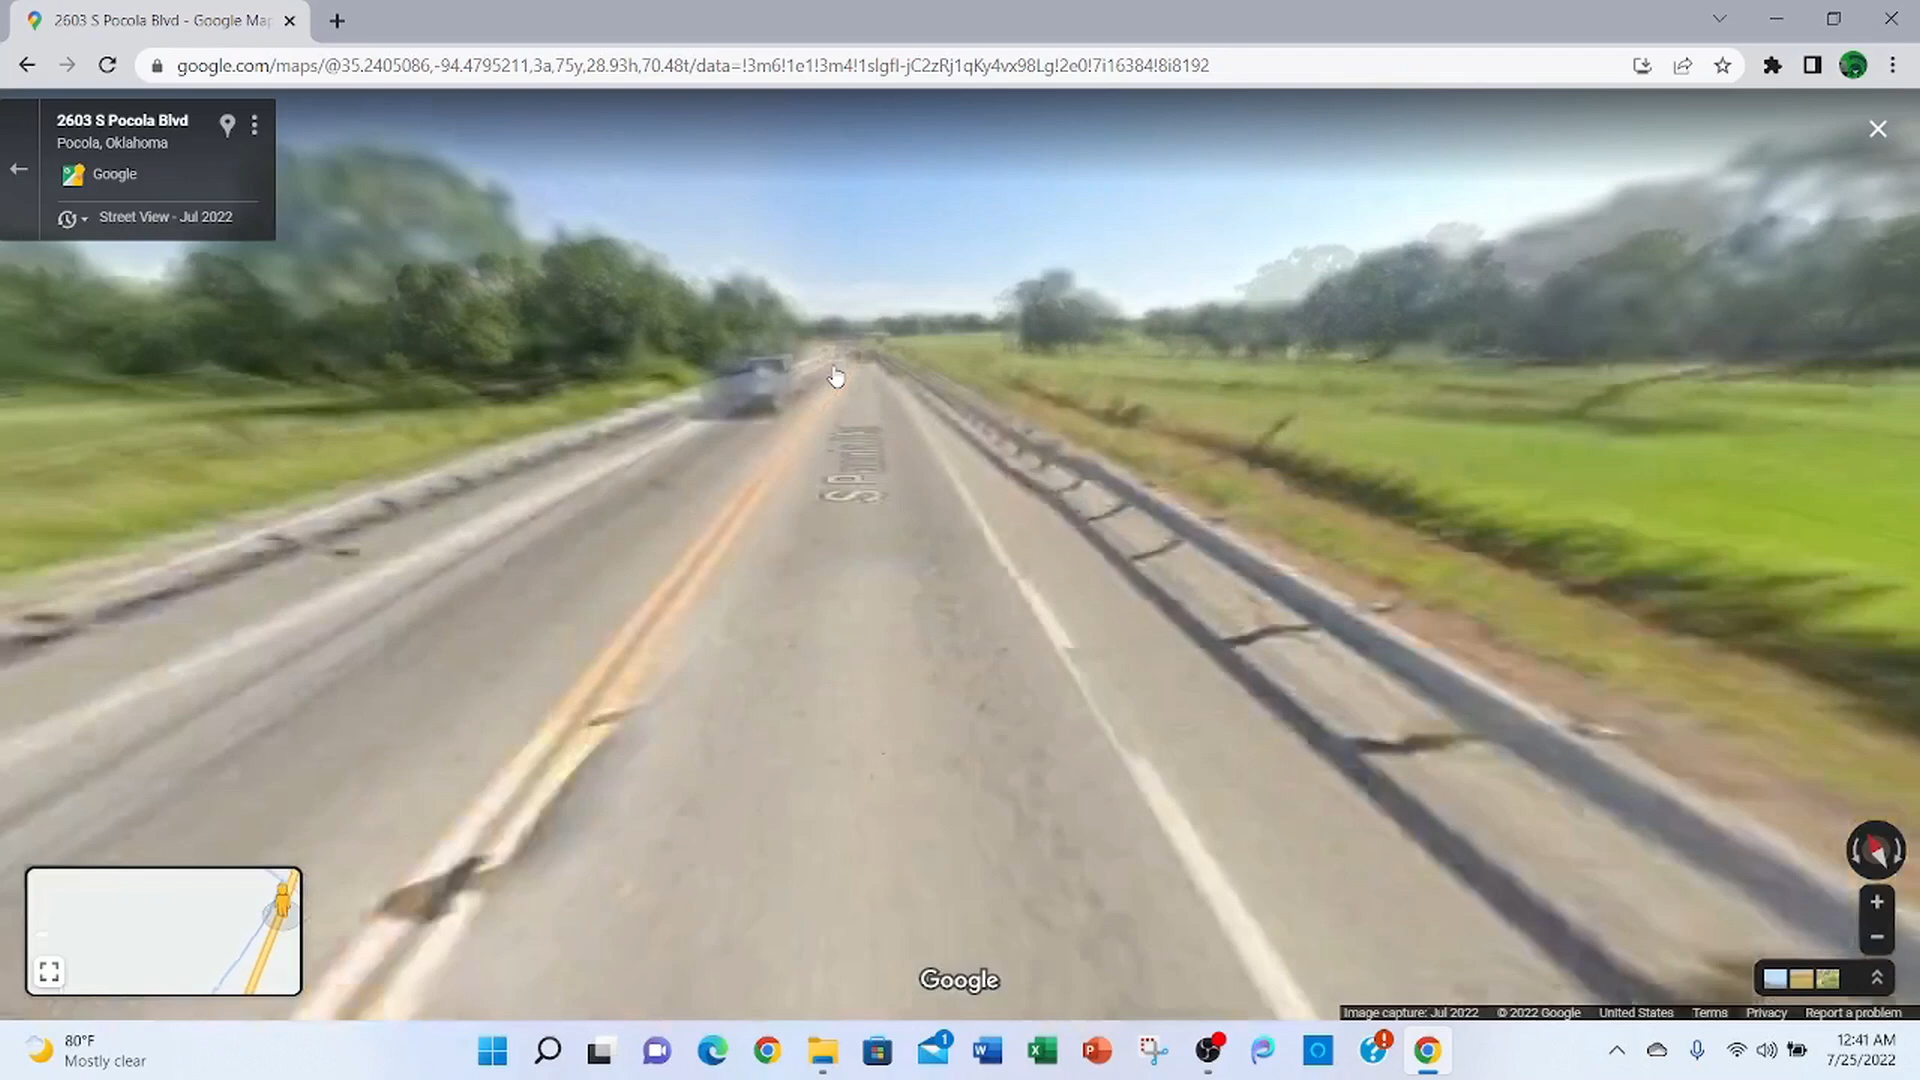 2603 S Pocola Blvd - Google Map
google.com/maps/@35.2405086,-94.4795211,3a,75y,28.93h,70.48t/data=!3m6!1e1!3m4!1slgfI-jC2zRj1qKy4vx98Lg!2e0!7i16384!8i8192
2603 S Pocola Blvd
Pocola, Oklahoma
Google
Street View - Jul 2022
Google
Image capture: Jul 2022 © 2022 Google United States Terms Privacy Report a problem
80°F
Mostly clear
1
12:41 AM
7/25/2022